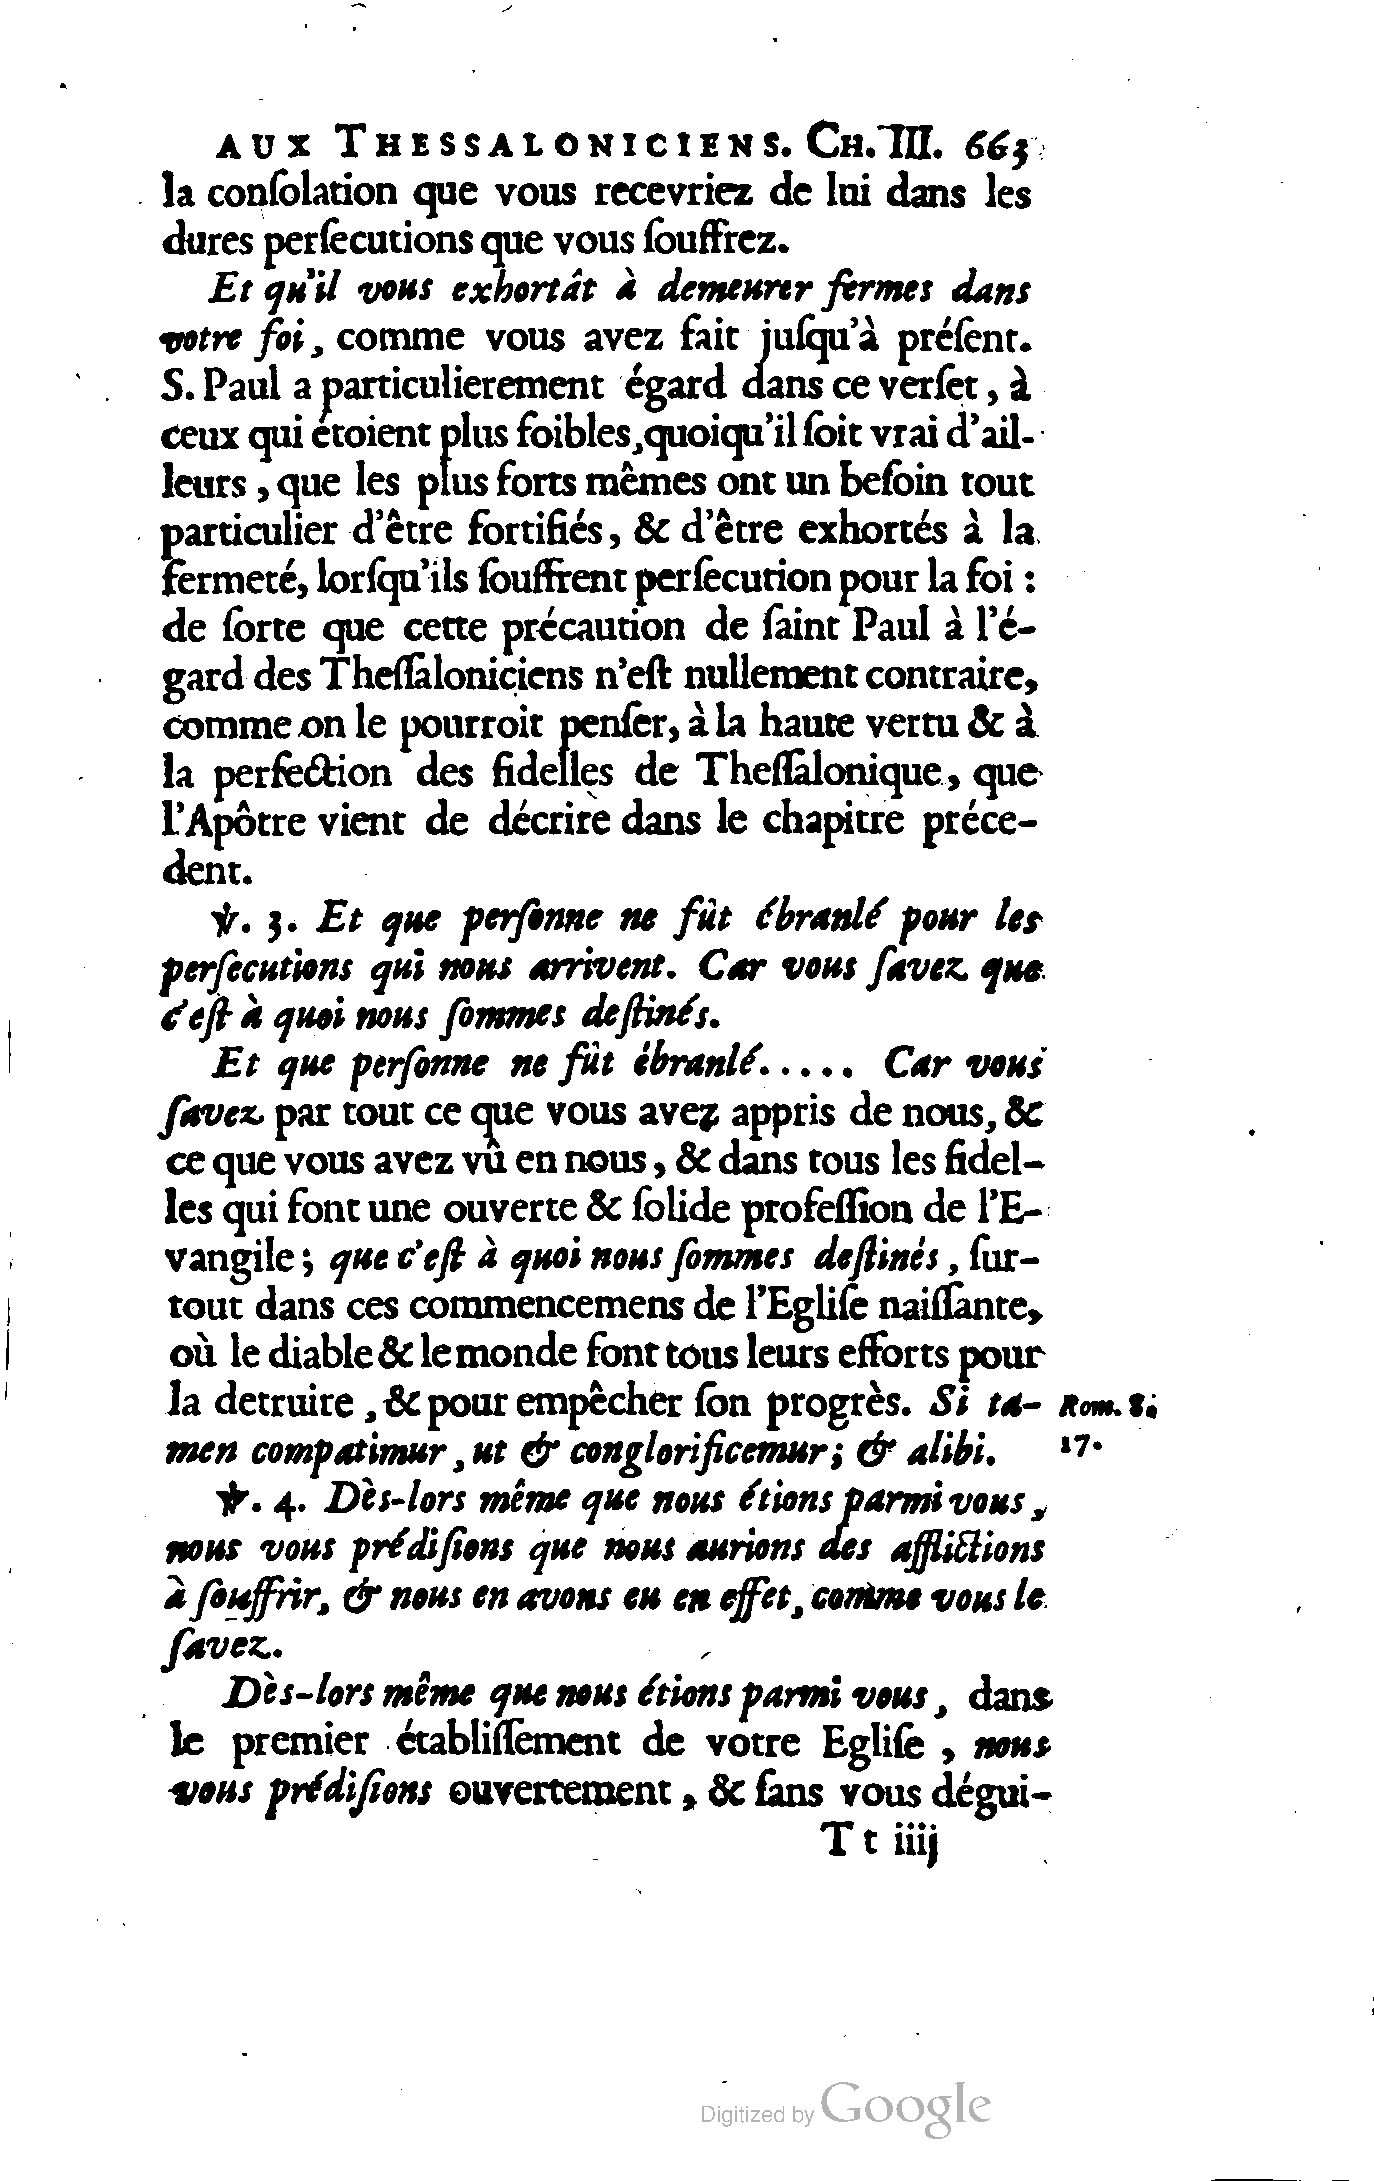 AUX THESSALONICIENS. CH. III. 663
la conſolation que vous recevriez de lui dans les
dures perſecutions que vous ſouffrez.
Et qu'il vous exhortât à demeurer fermes dans
votre foi, comme vous avez fait juſqu'à préſent.
S. Paul a particulierement égard dans ce verſet, à
ceux qui étoient plus foibles, quoiqu'il ſoit vrai d'ail-
leurs, que les plus forts mêmes ont un beſoin tout
particulier d'être fortifiés, & d'être exhortés à la
fermeté, lorſqu'ils ſouffrent perſecution pour la foi :
de ſorte que cette précaution de ſaint Paul à l'é-
gard des Theſſaloniciens n'eſt nullement contraire,
comme on le pourroit penſer, à la haute vertu & à
la perfection des fidelles de Theſſalonique, que
l'Apôtre vient de décrire dans le chapitre préce-
dent.
℣. 3. Et que perſonne ne fût ébranlé pour les
perſecutions qui nous arrivent. Car vous ſavez que
c'eſt à quoi nous ſommes deſtinés.
Et que perſonne ne fût ébranlé..... Car vous
ſavez par tout ce que vous avez appris de nous, &
ce que vous avez vû en nous, & dans tous les fidel-
les qui font une ouverte & ſolide profeſſion de l'E-
vangile; que c'eſt à quoi nous ſommes deſtinés, ſur-
tout dans ces commencemens de l'Egliſe naiſſante,
où le diable & le monde font tous leurs efforts pour
la detruire, & pour empêcher ſon progrès. Si ta- Rom. 8.
men compatimur, ut & conglorificemur; & alibi. 17.
℣. 4. Dès-lors même que nous étions parmi vous,
nous vous prédiſions que nous aurions des afflictions
à ſouffrir, & nous en avons eu en effet, comme vous le
ſavez.
Dès-lors même que nous étions parmi vous, dans
le premier établiſſement de votre Egliſe, nous
vous prédiſions ouvertement, & ſans vous dégui-
T t iiij
Digitized by Google